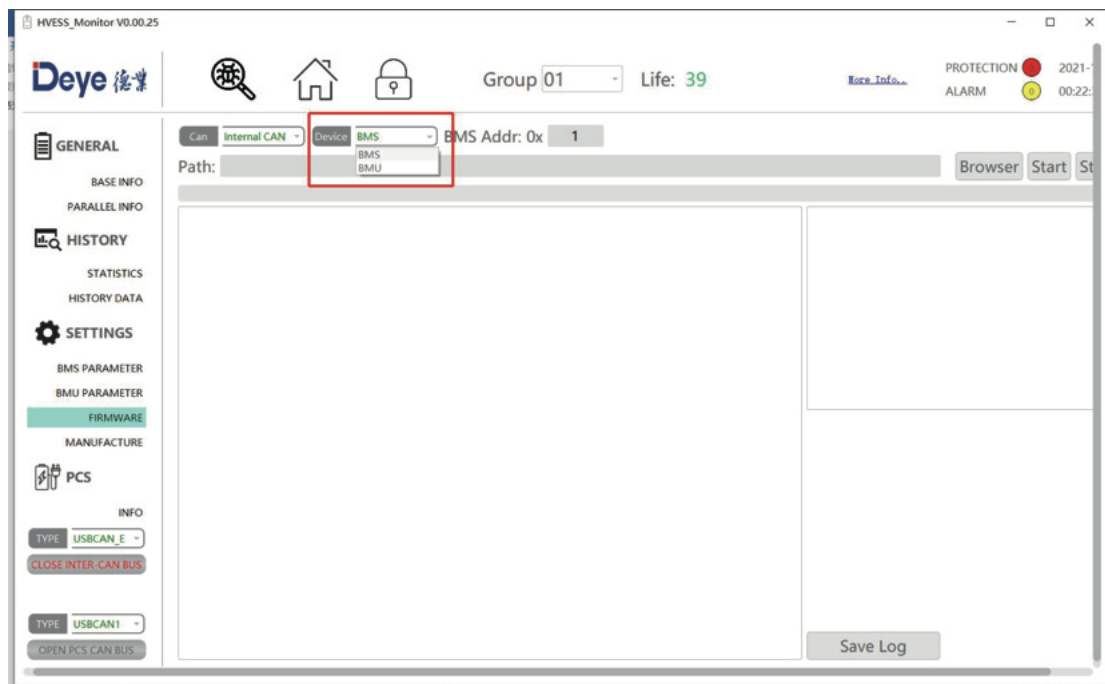 HVESS_Monitor V0.00.25
Deye 德業
Group 01
Life: 39
More Info..
PROTECTION
2021-
ALARM 0
00:22:
GENERAL
BASE INFO
PARALLEL INFO
HISTORY
STATISTICS
HISTORY DATA
SETTINGS
BMS PARAMETER
BMU PARAMETER
FIRMWARE
MANUFACTURE
PCS
INFO
TYPE USBCAN_E
CLOSE INTER-CAN BUS
TYPE USBCAN1
OPEN PCS CAN BUS
Can Internal CAN Device BMS BMS Addr: 0x 1
BMS
BMU
Path:
Browser Start St
Save Log